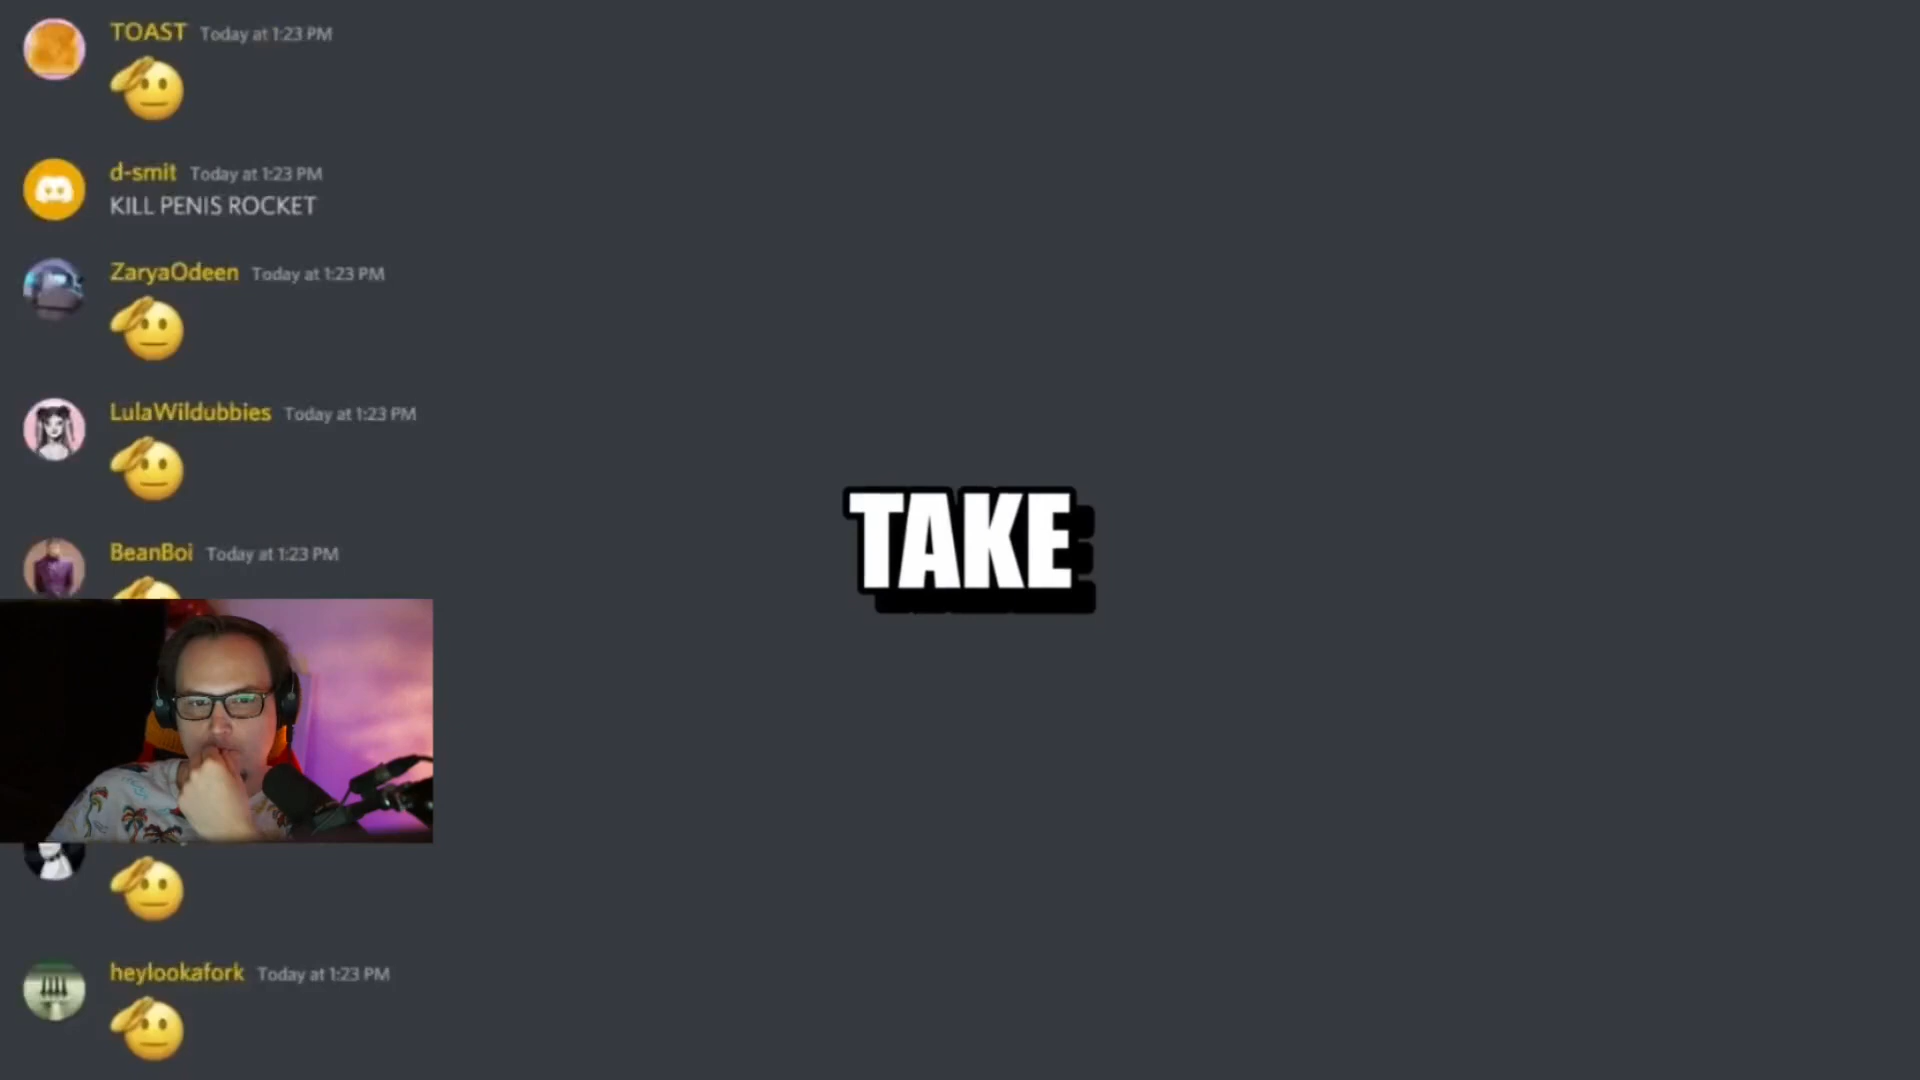 TOAST Today at 1:23 PM
d-smit Today at 1:23 PM
KILL PENIS ROCKET
ZaryaOdeen Today at 1:23 PM
LulaWildubbies Today at 1:23 PM
TAKE
BeanBoi Today at 1:23 PM
heylookafork Today at 1:23 PM